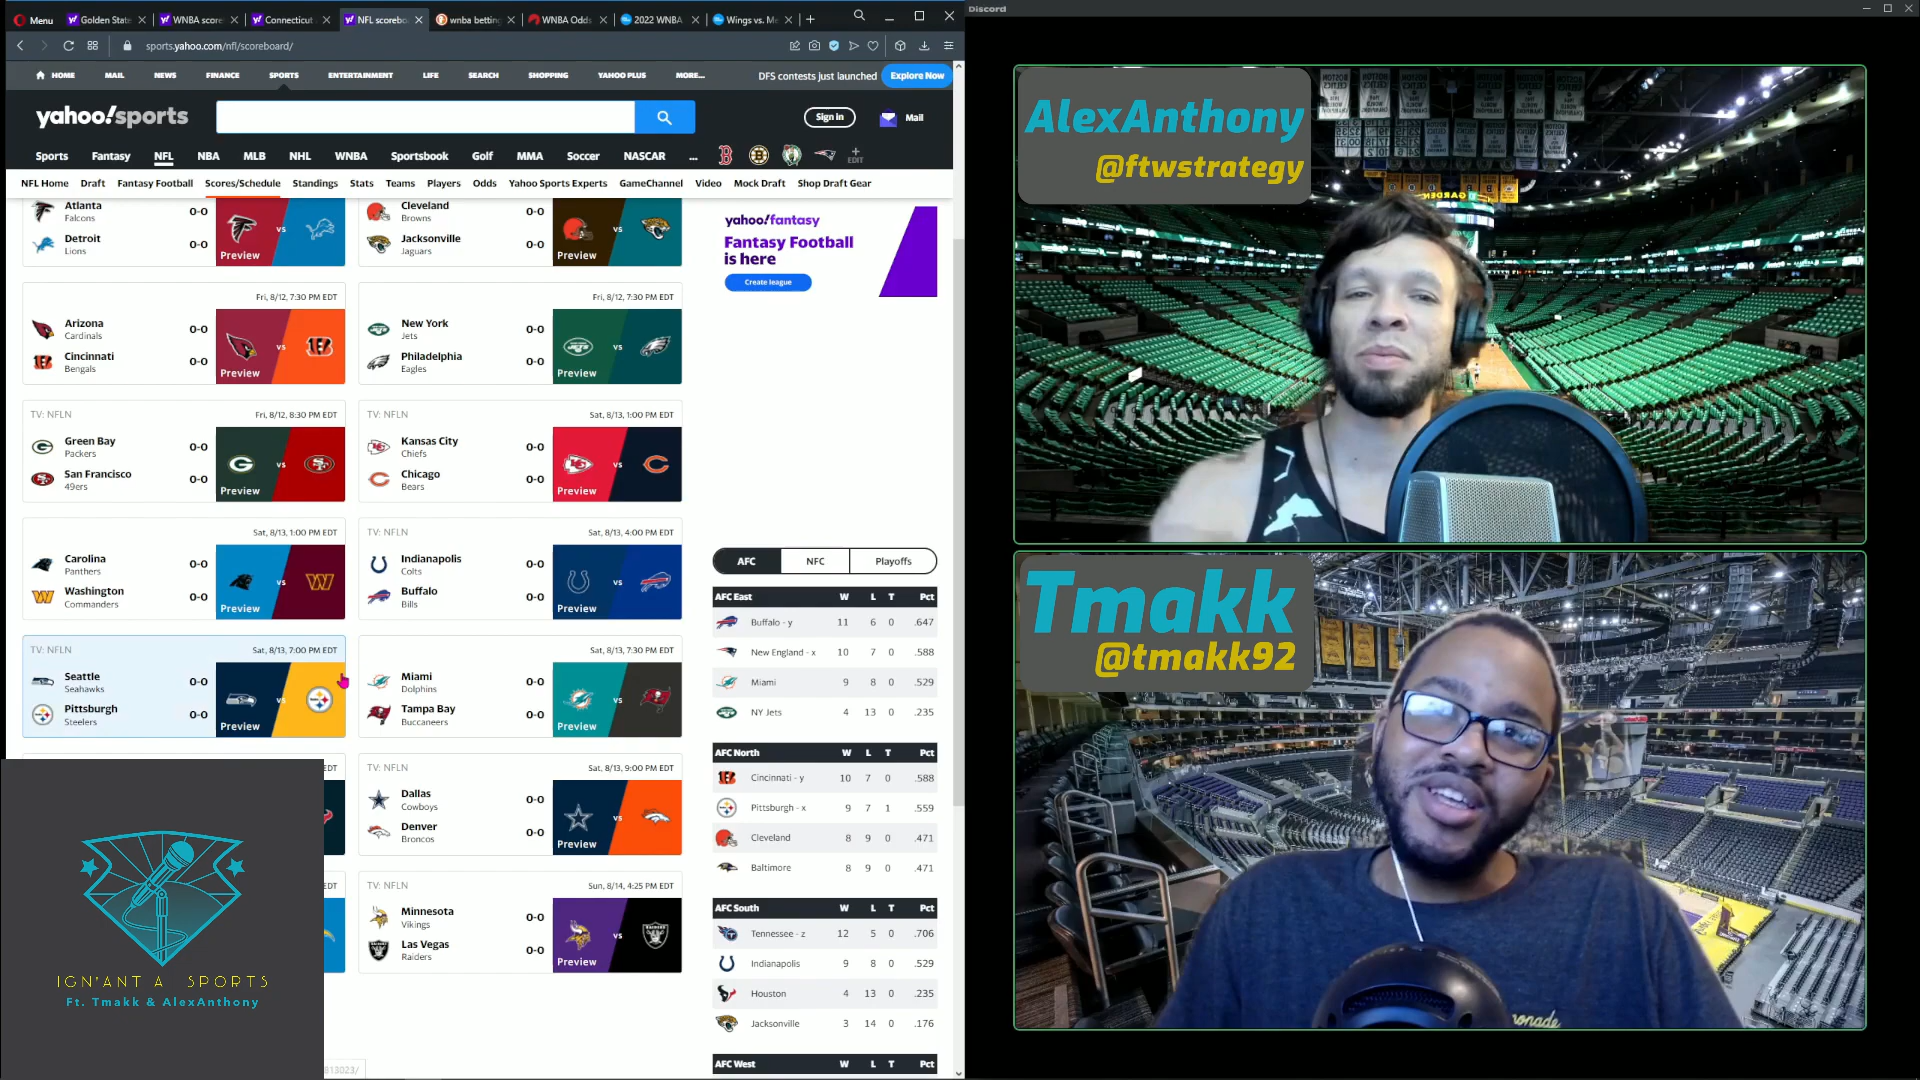 Menu
Golden State
WNBA score
Connecticut
NFL scorebo
wnba betting
WNBA Odds
2022 WNBA
Wings vs. Me
sports.yahoo.com/nfl/scoreboard/
HOME MAIL NEWS FINANCE SPORTS ENTERTAINMENT LIFE SEARCH SHOPPING YAHOO PLUS MORE...
DFS contests just launched
Explore Now
yahoo!sports
Sign in
Mail
Sports Fantasy NFL NBA MLB NHL WNBA Sportsbook Golf MMA Soccer NASCAR ...
EDIT
NFL Home Draft Fantasy Football Scores/Schedule Standings Stats Teams Players Odds Yahoo Sports Experts GameChannel Video Mock Draft Shop Draft Gear
Atlanta 0-0
Falcons
Detroit 0-0
Lions
vs
Preview
Cleveland 0-0
Browns
Jacksonville 0-0
Jaguars
vs
Preview
Fri, 8/12, 7:30 PM EDT
Arizona 0-0
Cardinals
Cincinnati 0-0
Bengals
vs
Preview
Fri, 8/12, 7:30 PM EDT
New York 0-0
Jets
Philadelphia 0-0
Eagles
vs
Preview
TV: NFLN Fri, 8/12, 8:30 PM EDT
Green Bay 0-0
Packers
San Francisco 0-0
49ers
vs
Preview
TV: NFLN Sat, 8/13, 1:00 PM EDT
Kansas City 0-0
Chiefs
Chicago 0-0
Bears
vs
Preview
Sat, 8/13, 1:00 PM EDT
Carolina 0-0
Panthers
Washington 0-0
Commanders
vs
Preview
TV: NFLN Sat, 8/13, 4:00 PM EDT
Indianapolis 0-0
Colts
Buffalo 0-0
Bills
vs
Preview
TV: NFLN Sat, 8/13, 7:00 PM EDT
Seattle 0-0
Seahawks
Pittsburgh 0-0
Steelers
vs
Preview
Sat, 8/13, 7:30 PM EDT
Miami 0-0
Dolphins
Tampa Bay 0-0
Buccaneers
vs
Preview
EDT
TV: NFLN Sat, 8/13, 9:00 PM EDT
Dallas 0-0
Cowboys
Denver 0-0
Broncos
vs
Preview
EDT
TV: NFLN Sun, 8/14, 4:25 PM EDT
Minnesota 0-0
Vikings
Las Vegas 0-0
Raiders
vs
Preview
813023/
yahoo!fantasy
Fantasy Football
is here
Create league
AFC NFC Playoffs
AFC East W L T Pct
Buffalo - y 11 6 0 .647
New England - x 10 7 0 .588
Miami 9 8 0 .529
NY Jets 4 13 0 .235
AFC North W L T Pct
Cincinnati - y 10 7 0 .588
Pittsburgh - x 9 7 1 .559
Cleveland 8 9 0 .471
Baltimore 8 9 0 .471
AFC South W L T Pct
Tennessee - z 12 5 0 .706
Indianapolis 9 8 0 .529
Houston 4 13 0 .235
Jacksonville 3 14 0 .176
AFC West W L T Pct
IGN'ANT A SPORTS
Ft. Tmakk & AlexAnthony
Discord
AlexAnthony
@ftwstrategy
Tmakk
@tmakk92